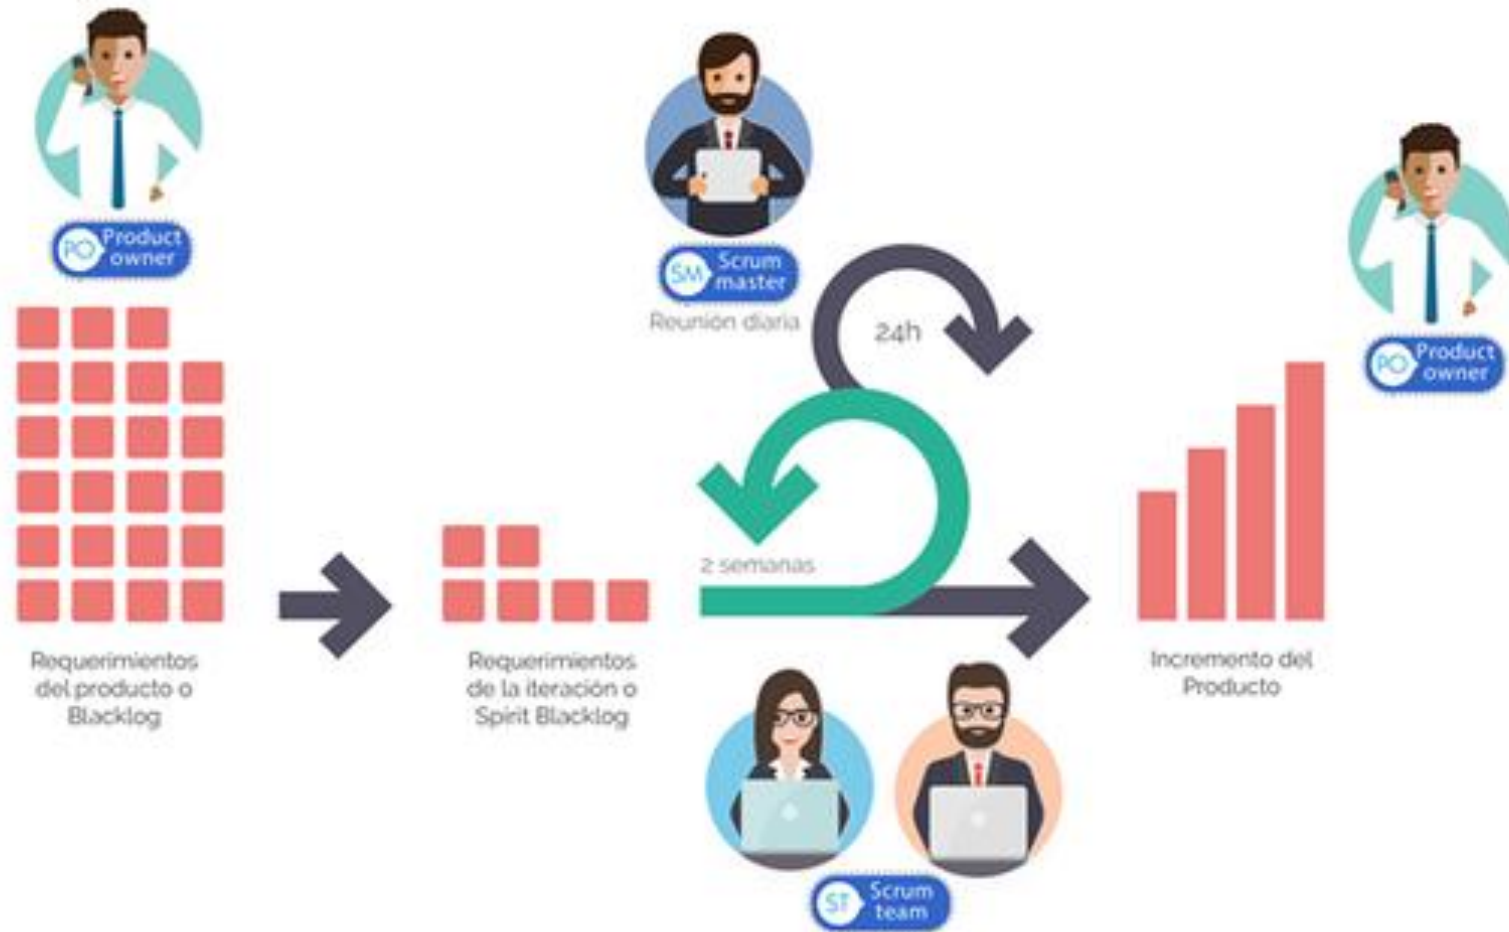 PO Product
owner
SM Scrum
master
Reunión diaria
24h
PO Product
owner
2 semanas
Requerimientos
del producto o
Blacklog
Requerimientos
de la iteración o
Spirit Blacklog
Incremento del
Producto
ST Scrum
team